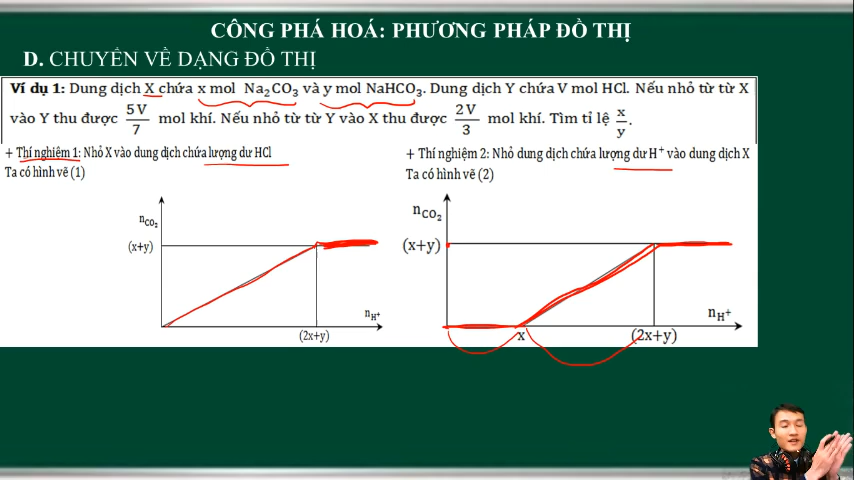 CÔNG PHÁ HOÁ: PHƯƠNG PHÁP ĐỒ THỊ
D. CHUYỂN VỀ DẠNG ĐỒ THỊ
Ví dụ 1: Dung dịch X chứa x mol Na₂CO₃ và y mol NaHCO₃. Dung dịch Y chứa V mol HCl. Nếu nhỏ từ từ X
vào Y thu được 5V/7 mol khí. Nếu nhỏ từ từ Y vào X thu được 2V/3 mol khí. Tìm tỉ lệ x/y.
+ Thí nghiệm 1: Nhỏ X vào dung dịch chứa lượng dư HCl
Ta có hình vẽ (1)
+ Thí nghiệm 2: Nhỏ dung dịch chứa lượng dư H⁺ vào dung dịch X
Ta có hình vẽ (2)
n CO₂
(x+y)
n H⁺
(2x+y)
n CO₂
(x+y)
n H⁺
x
(2x+y)